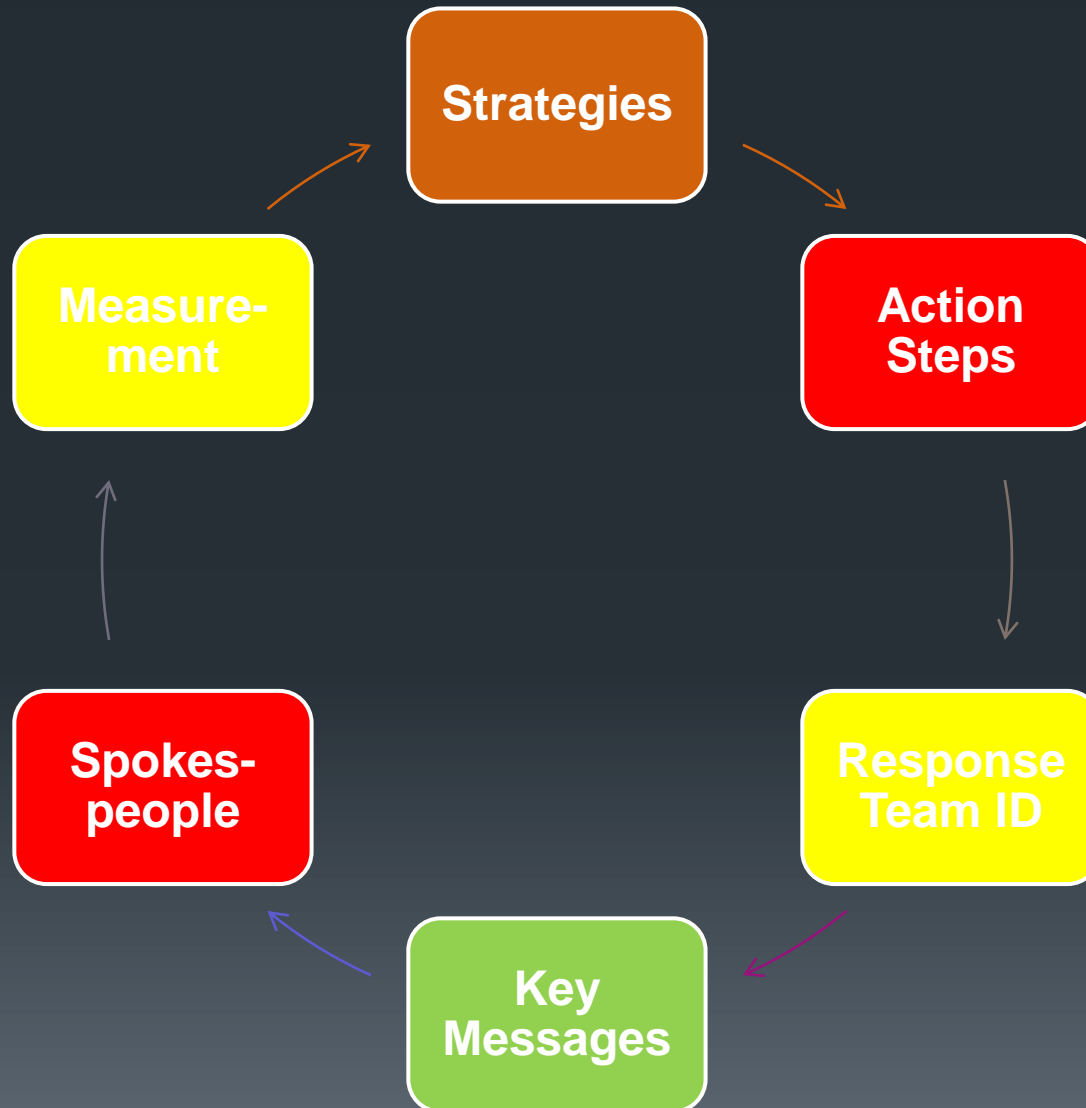 Strategies
Action
Steps
Response
Team ID
Key
Messages
Spokes-
people
Measure-
ment